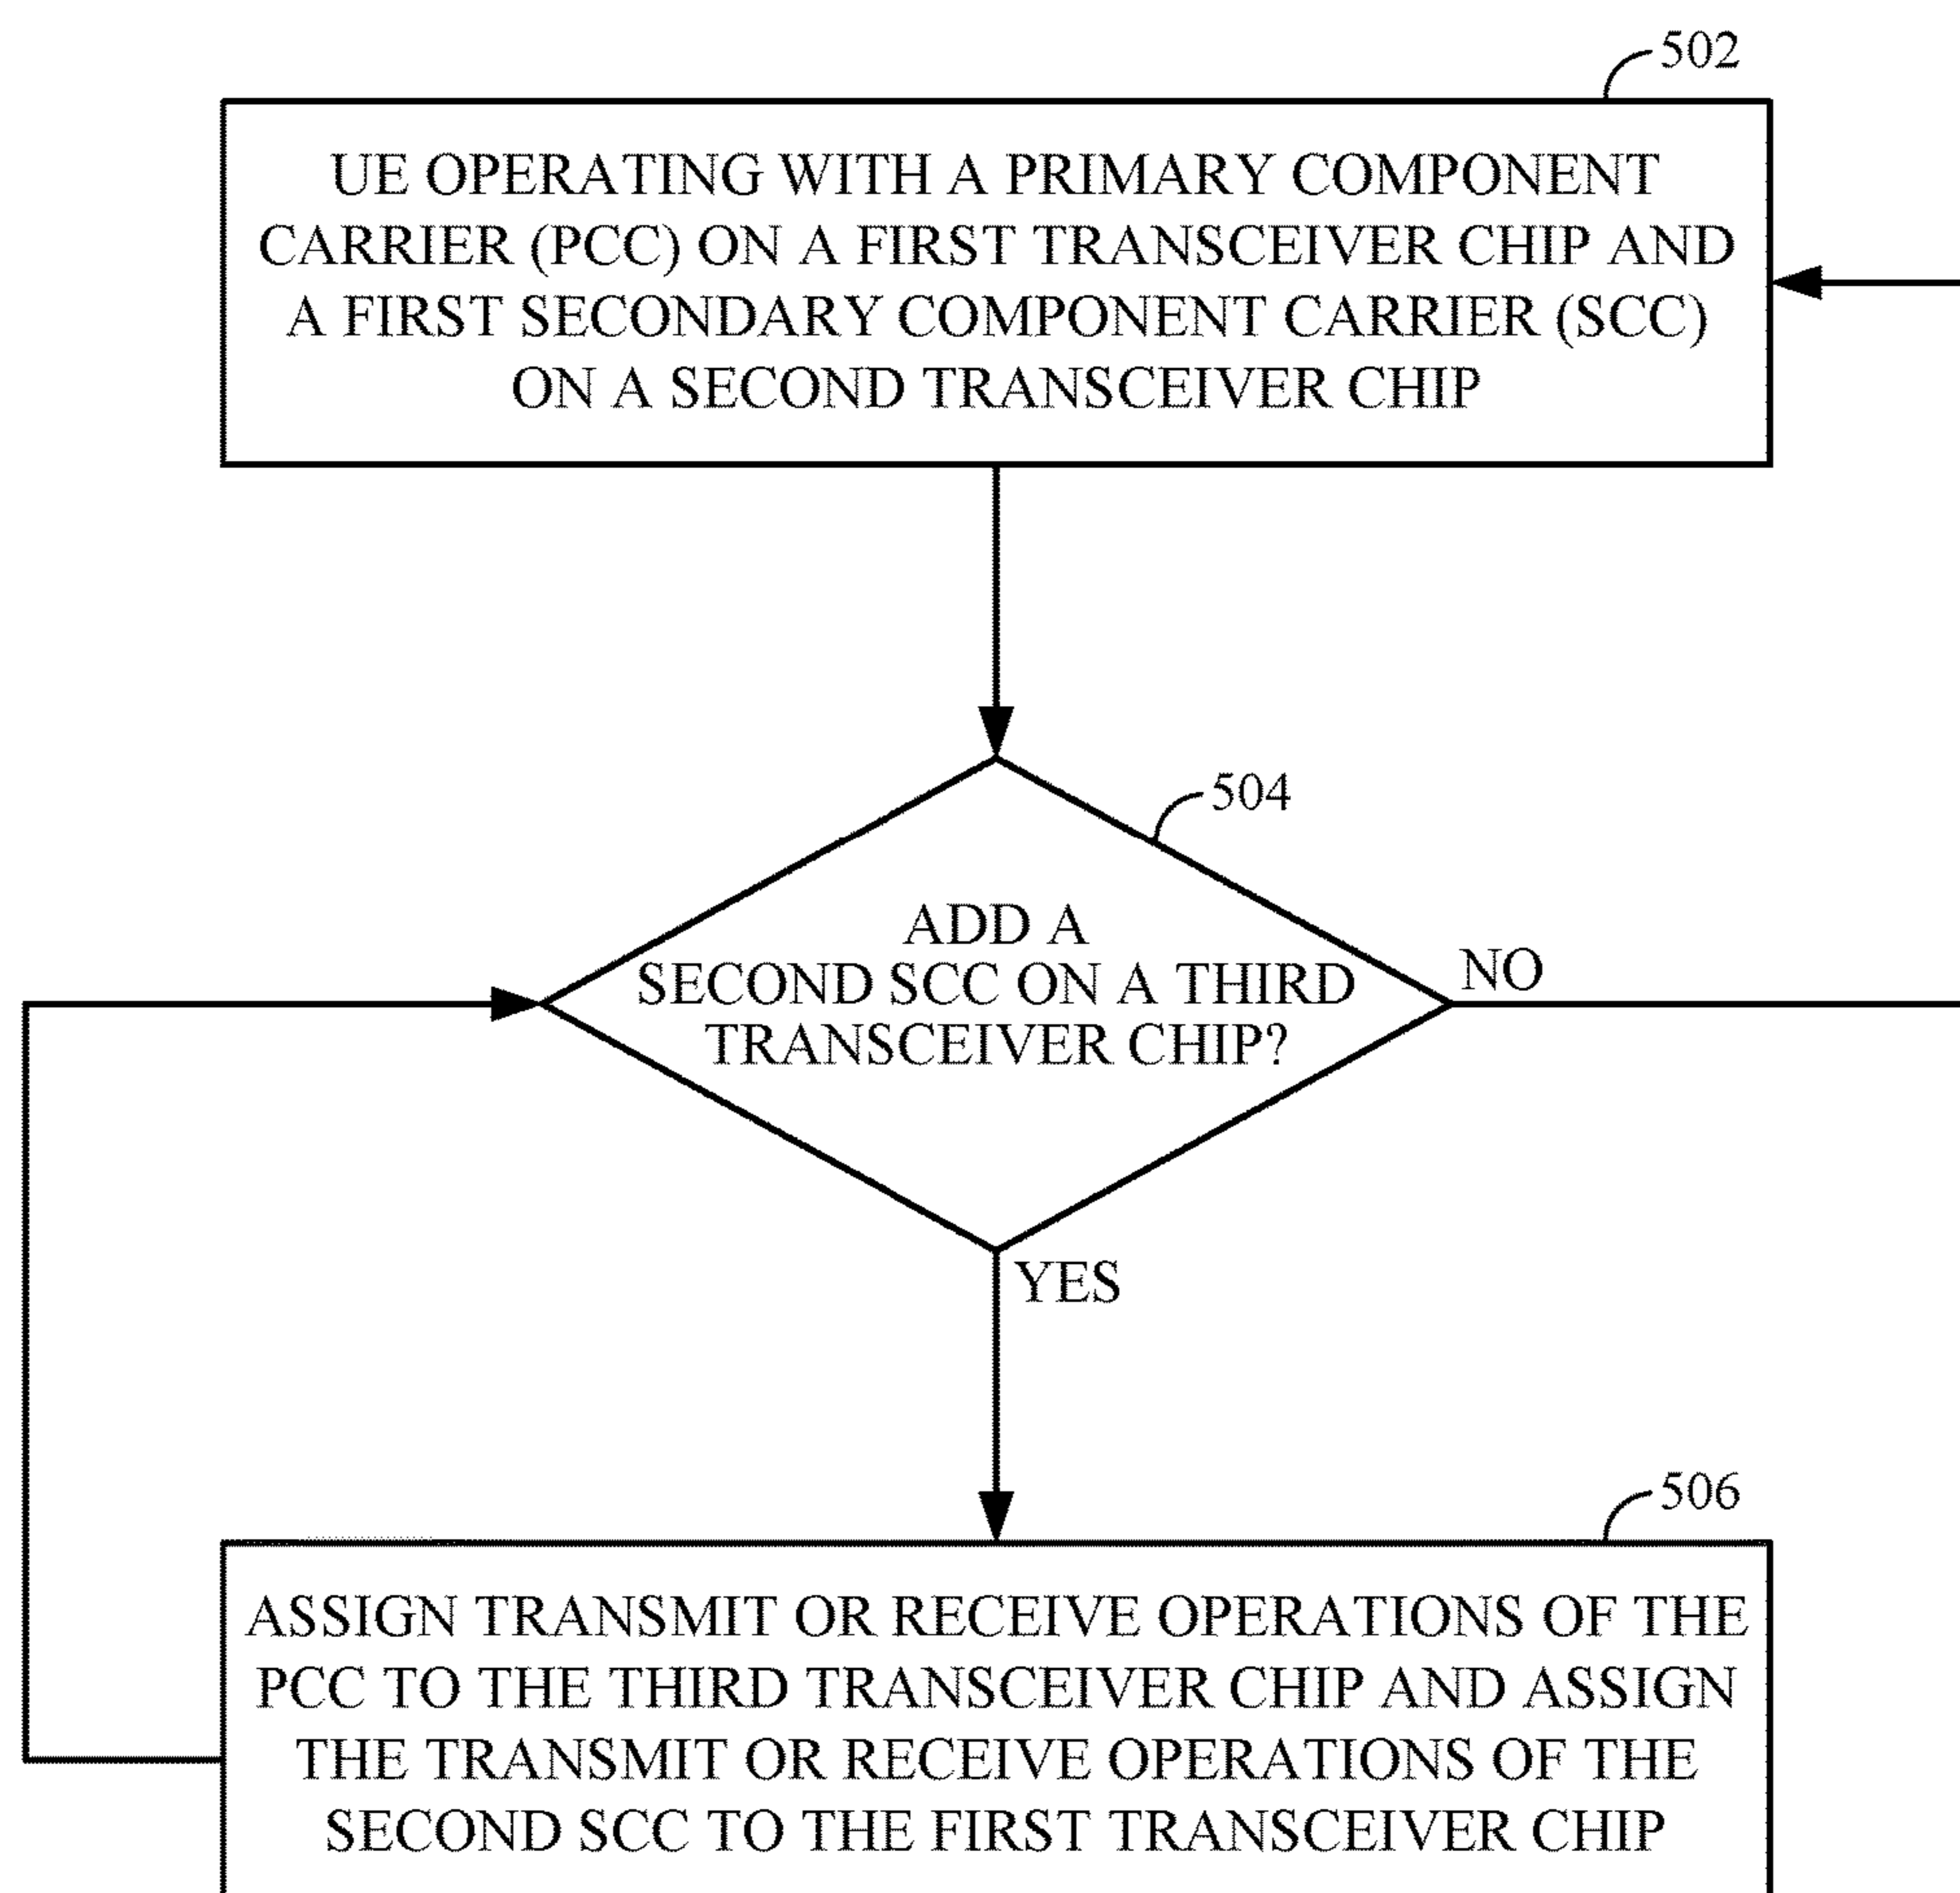 502
UE OPERATING WITH A PRIMARY COMPONENT
CARRIER (PCC) ON A FIRST TRANSCEIVER CHIP AND
A FIRST SECONDARY COMPONENT CARRIER (SCC)
ON A SECOND TRANSCEIVER CHIP
504
ADD A
SECOND SCC ON A THIRD
TRANSCEIVER CHIP?
NO
YES
506
ASSIGN TRANSMIT OR RECEIVE OPERATIONS OF THE
PCC TO THE THIRD TRANSCEIVER CHIP AND ASSIGN
THE TRANSMIT OR RECEIVE OPERATIONS OF THE
SECOND SCC TO THE FIRST TRANSCEIVER CHIP